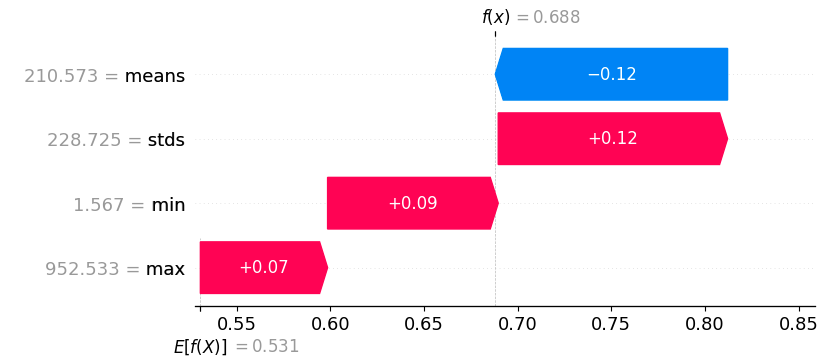 f(x) = 0.688
210.573 = means
−0.12
228.725 = stds
+0.12
1.567 = min
+0.09
952.533 = max
+0.07
0.55 0.60 0.65 0.70 0.75 0.80 0.85
E[f(X)] = 0.531